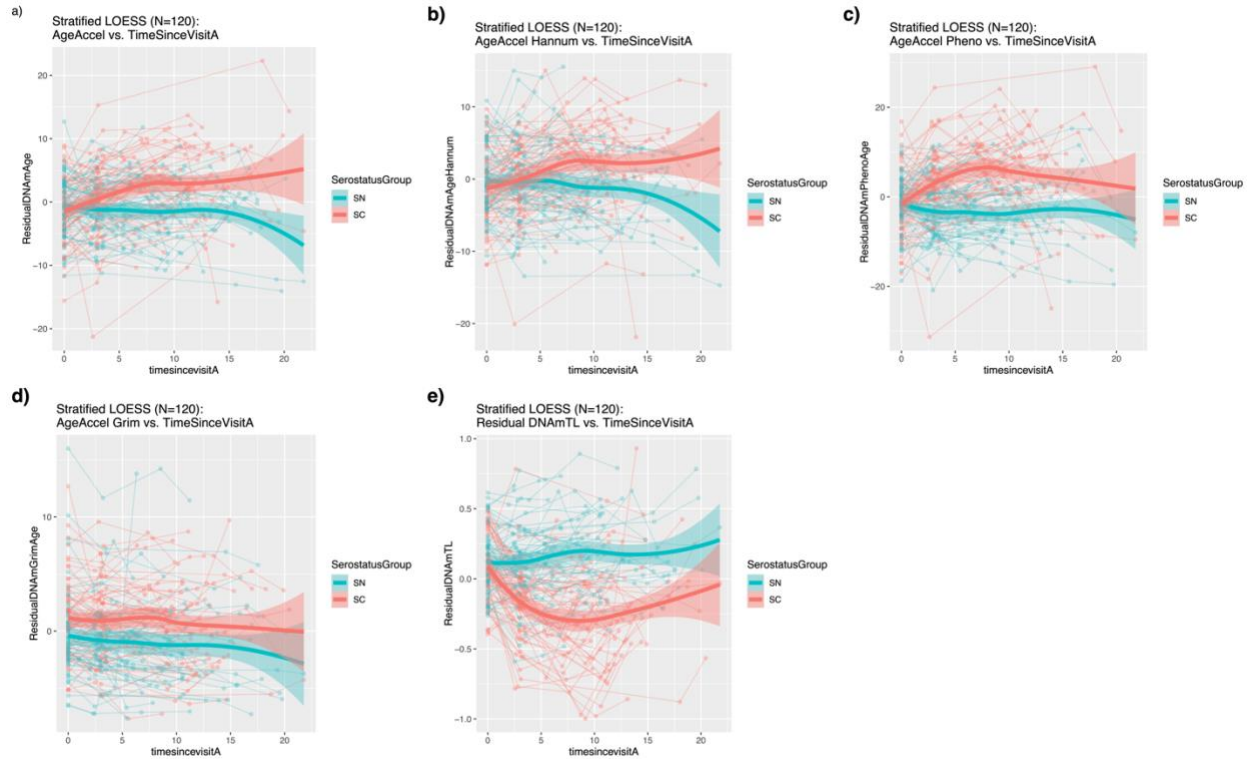 a)
Stratified LOESS (N=120):
AgeAccel vs. TimeSinceVisitA
ResidualDNAmAge
20
10
0
−10
−20
0 5 10 15 20
timesincevisitA
SerostatusGroup
SN
SC
b)
Stratified LOESS (N=120):
AgeAccel Hannum vs. TimeSinceVisitA
ResidualDNAmAgeHannum
10
0
−10
−20
0 5 10 15 20
timesincevisitA
SerostatusGroup
SN
SC
c)
Stratified LOESS (N=120):
AgeAccel Pheno vs. TimeSinceVisitA
ResidualDNAmPhenoAge
20
0
−20
0 5 10 15 20
timesincevisitA
SerostatusGroup
SN
SC
d)
Stratified LOESS (N=120):
AgeAccel Grim vs. TimeSinceVisitA
ResidualDNAmGrimAge
10
0
0 5 10 15 20
timesincevisitA
SerostatusGroup
SN
SC
e)
Stratified LOESS (N=120):
Residual DNAmTL vs. TimeSinceVisitA
ResidualDNAmTL
1.0
0.5
0.0
−0.5
−1.0
0 5 10 15 20
timesincevisitA
SerostatusGroup
SN
SC